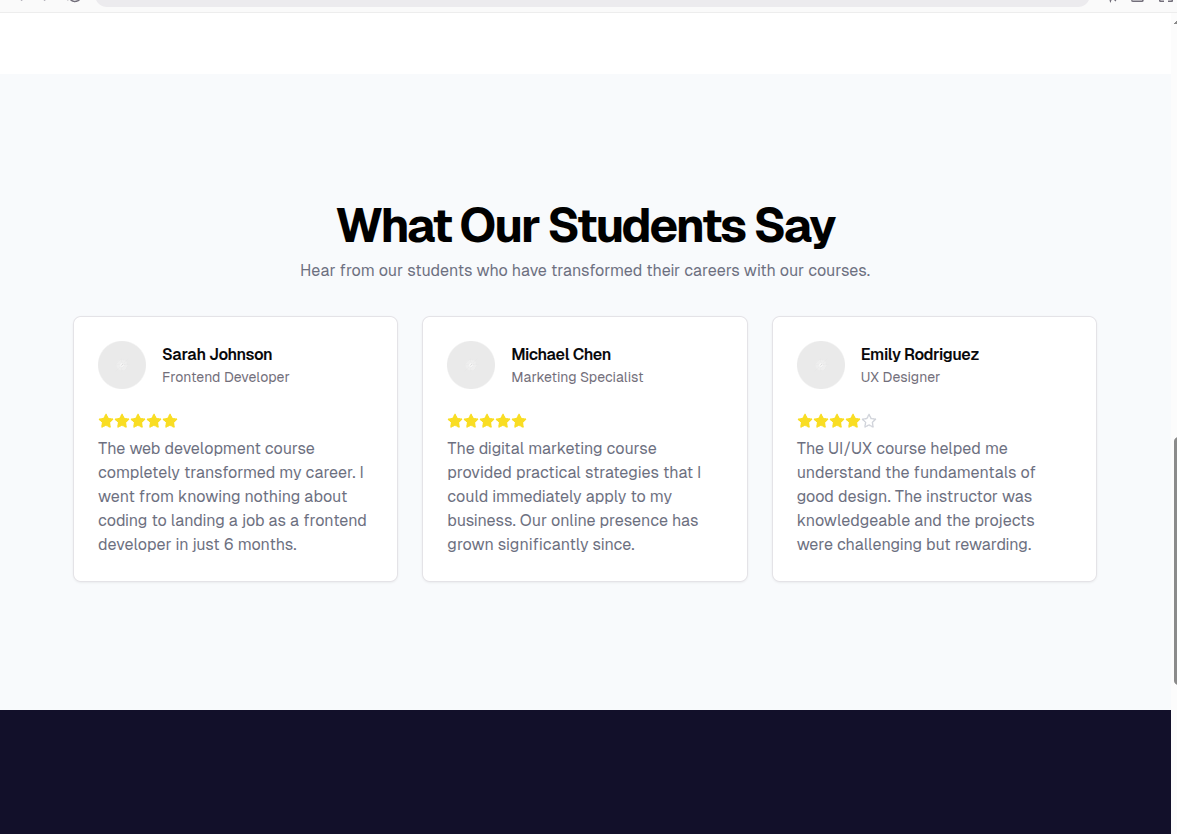 What Our Students Say
Hear from our students who have transformed their careers with our courses.
Sarah Johnson
Frontend Developer
The web development course
completely transformed my career. I
went from knowing nothing about
coding to landing a job as a frontend
developer in just 6 months.
Michael Chen
Marketing Specialist
The digital marketing course
provided practical strategies that I
could immediately apply to my
business. Our online presence has
grown significantly since.
Emily Rodriguez
UX Designer
The UI/UX course helped me
understand the fundamentals of
good design. The instructor was
knowledgeable and the projects
were challenging but rewarding.